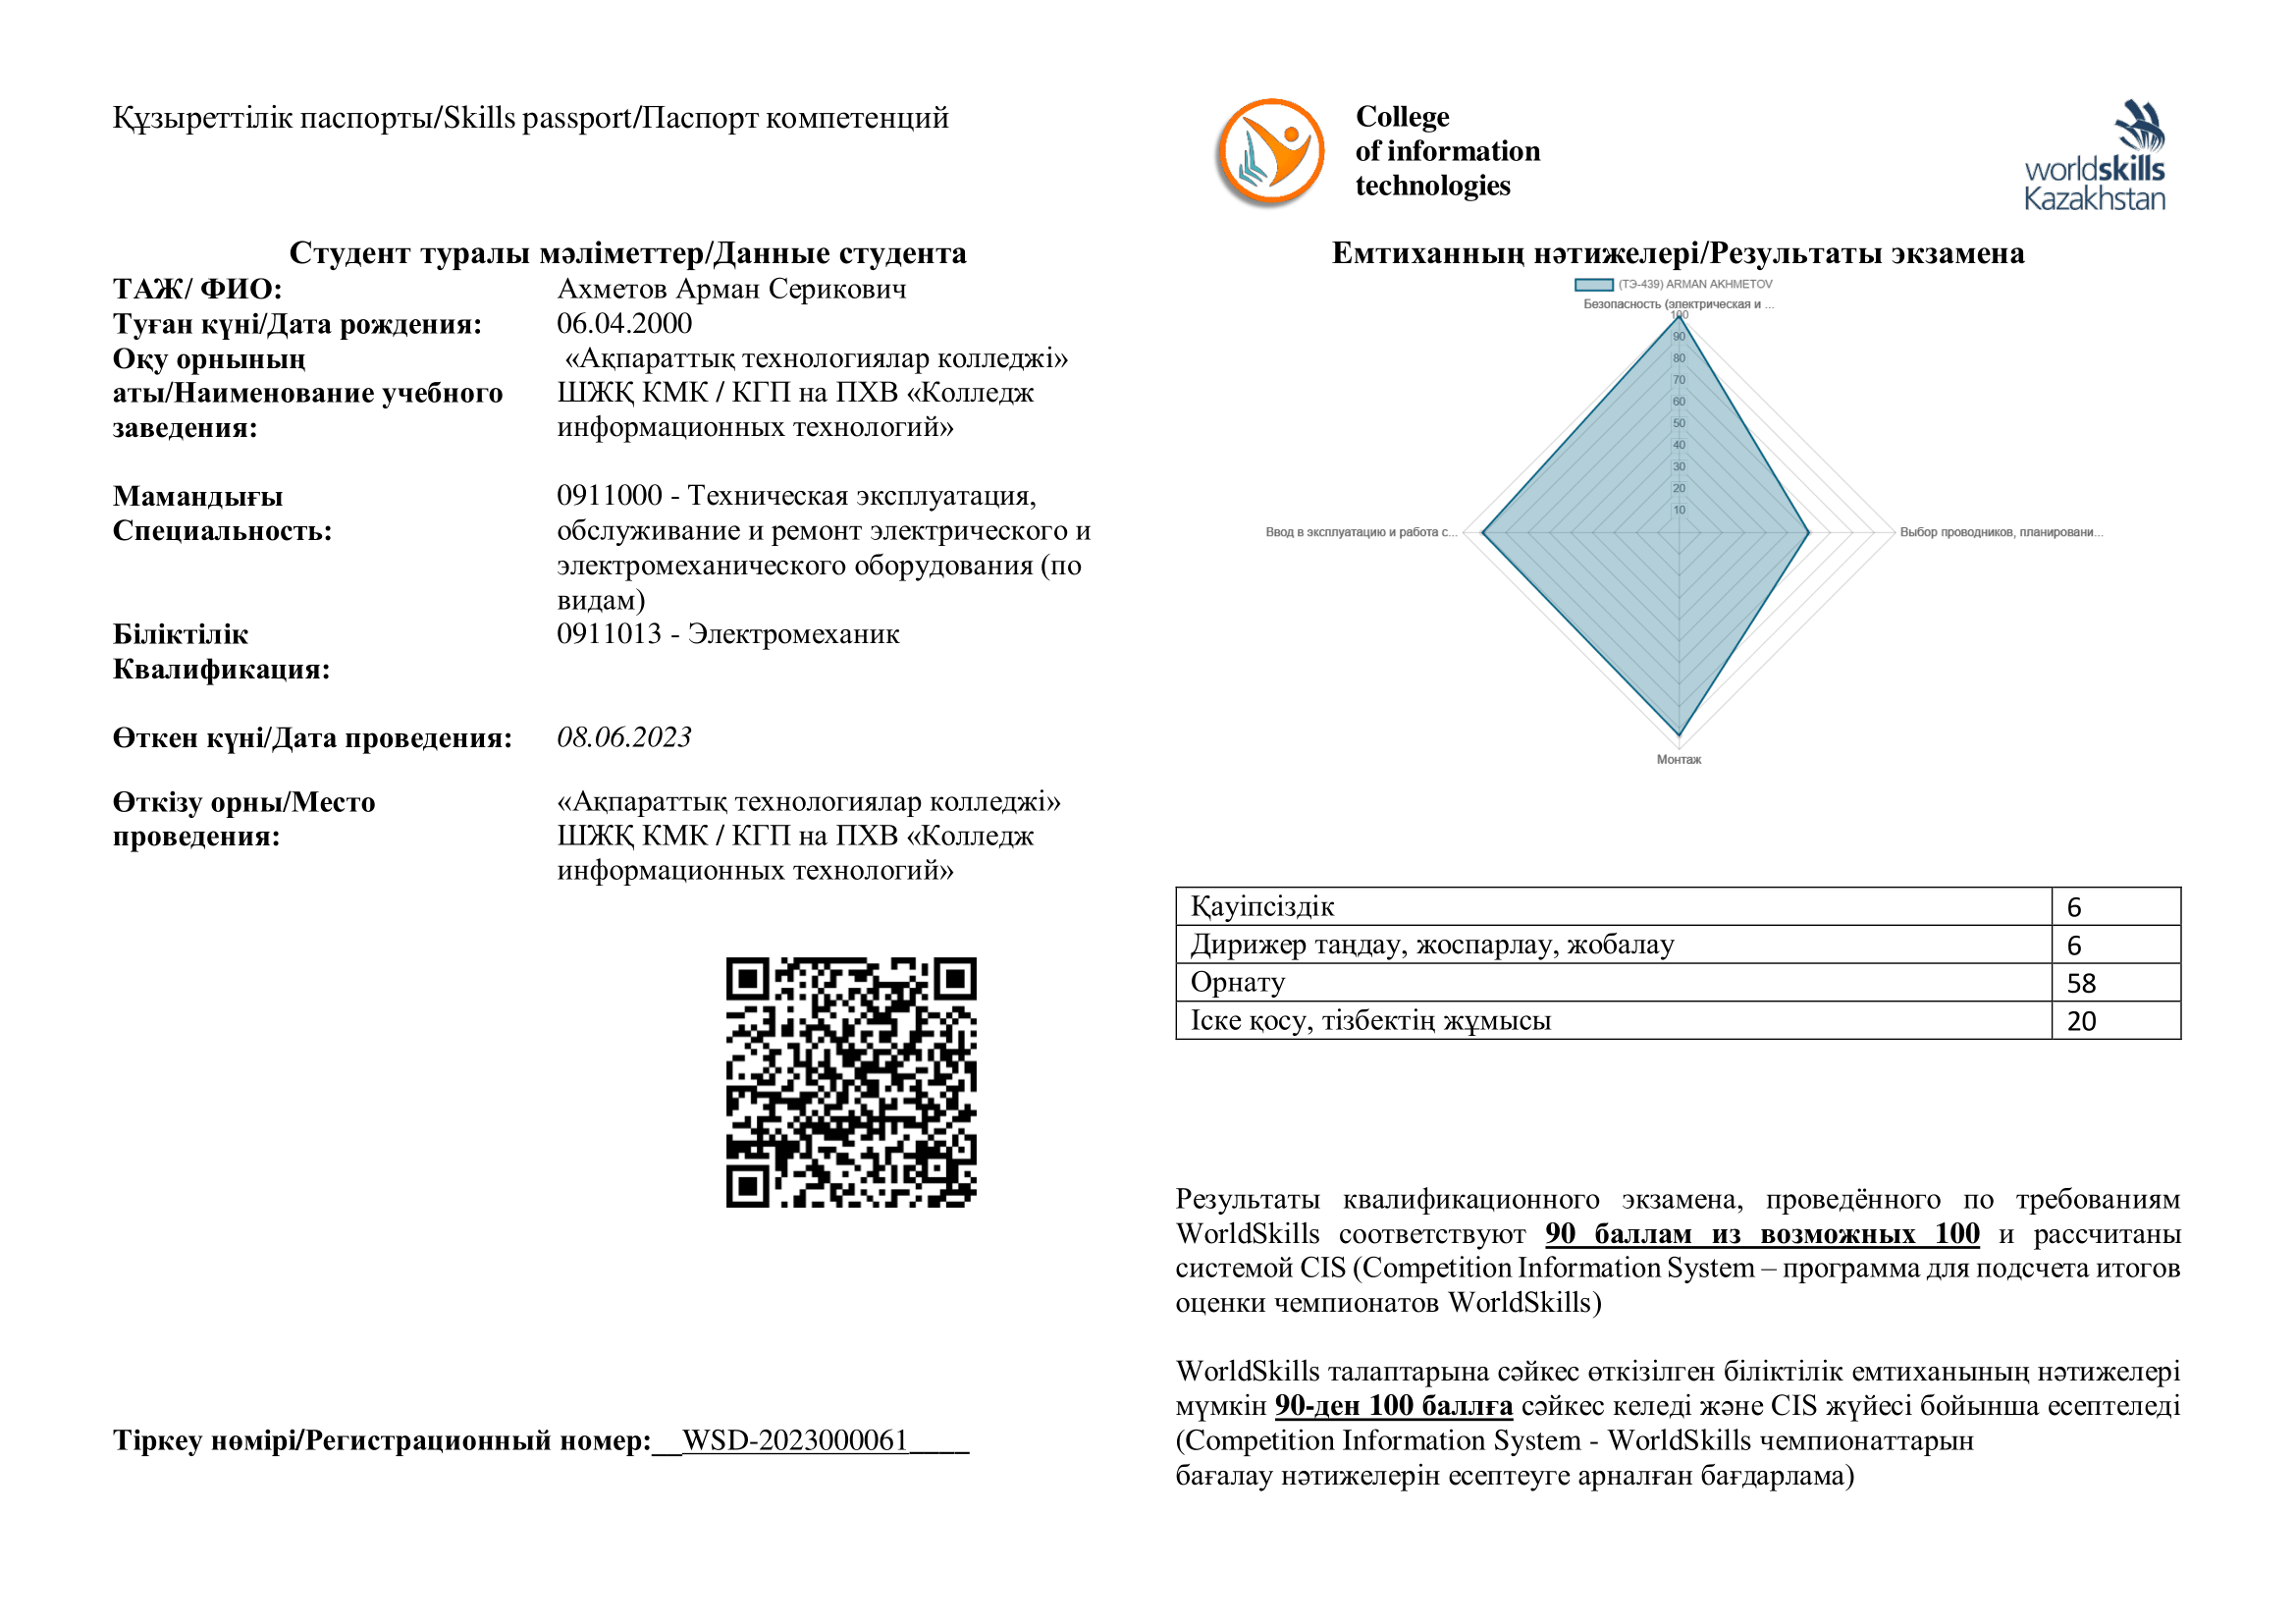 Құзыреттілік паспорты/Skills passport/Паспорт компетенций
Студент туралы мәліметтер/Данные студента
ТАЖ/ ФИО: Ахметов Арман Серикович
Туған күні/Дата рождения: 06.04.2000
Оқу орнының «Ақпараттық технологиялар колледжі»
аты/Наименование учебного ШЖҚ КМК / КГП на ПХВ «Колледж
заведения: информационных технологий»
Мамандығы 0911000 - Техническая эксплуатация,
Специальность: обслуживание и ремонт электрического и
электромеханического оборудования (по
видам)
Біліктілік 0911013 - Электромеханик
Квалификация:
Өткен күні/Дата проведения: 08.06.2023
Өткізу орны/Место «Ақпараттық технологиялар колледжі»
проведения: ШЖҚ КМК / КГП на ПХВ «Колледж
информационных технологий»
Тіркеу нөмірі/Регистрационный номер:__WSD-2023000061____
College
of information
technologies
worldskills
Kazakhstan
Емтиханның нәтижелері/Результаты экзамена
(ТЭ-439) ARMAN AKHMETOV
Безопасность (электрическая и ...
100
90
80
70
60
50
40
30
20
10
Ввод в эксплуатацию и работа с...
Выбор проводников, планировани...
Монтаж
Қауіпсіздік 6
Дирижер таңдау, жоспарлау, жобалау 6
Орнату 58
Іске қосу, тізбектің жұмысы 20
Результаты квалификационного экзамена, проведённого по требованиям
WorldSkills соответствуют 90 баллам из возможных 100 и рассчитаны
системой CIS (Competition Information System – программа для подсчета итогов
оценки чемпионатов WorldSkills)
WorldSkills талаптарына сәйкес өткізілген біліктілік емтиханының нәтижелері
мүмкін 90-ден 100 баллға сәйкес келеді және CIS жүйесі бойынша есептеледі
(Competition Information System - WorldSkills чемпионаттарын
бағалау нәтижелерін есептеуге арналған бағдарлама)